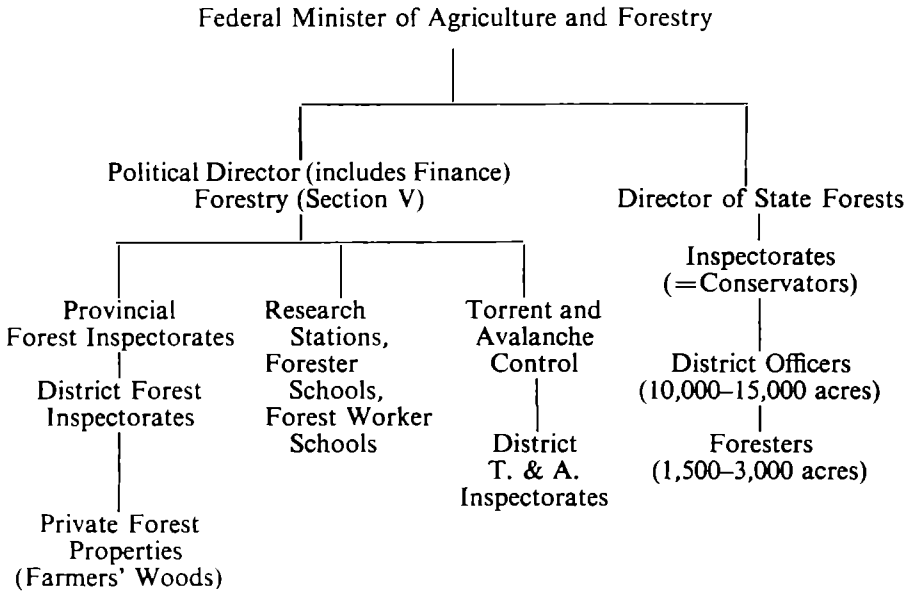 Federal Minister of Agriculture and Forestry
Political Director (includes Finance)
Forestry (Section V)
Director of State Forests
Inspectorates
(=Conservators)
District Officers
(10,000–15,000 acres)
Foresters
(1,500–3,000 acres)
Provincial
Forest Inspectorates
District Forest
Inspectorates
Private Forest
Properties
(Farmers' Woods)
Research
Stations,
Forester
Schools,
Forest Worker
Schools
Torrent and
Avalanche
Control
District
T. & A.
Inspectorates